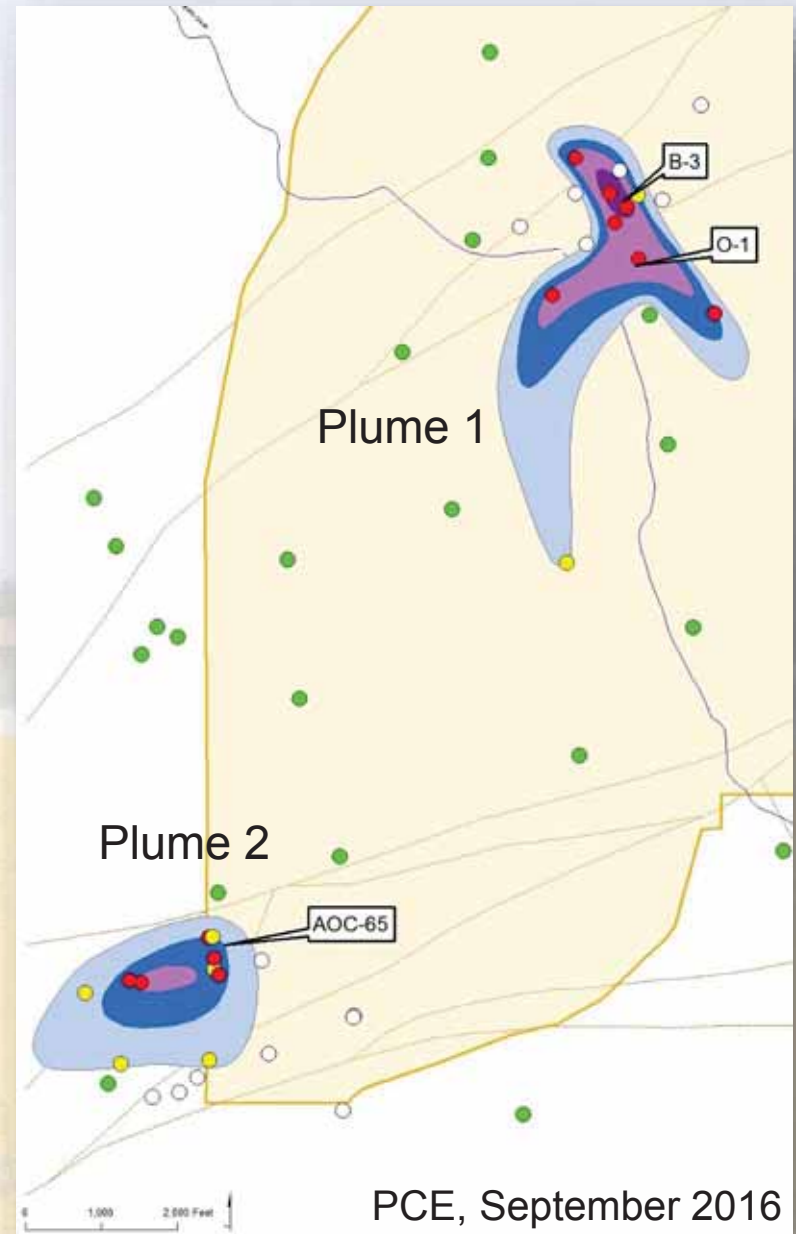 B-3
O-1
Plume 1
Plume 2
AOC-65
0 1,000 2,000 Feet
PCE, September 2016